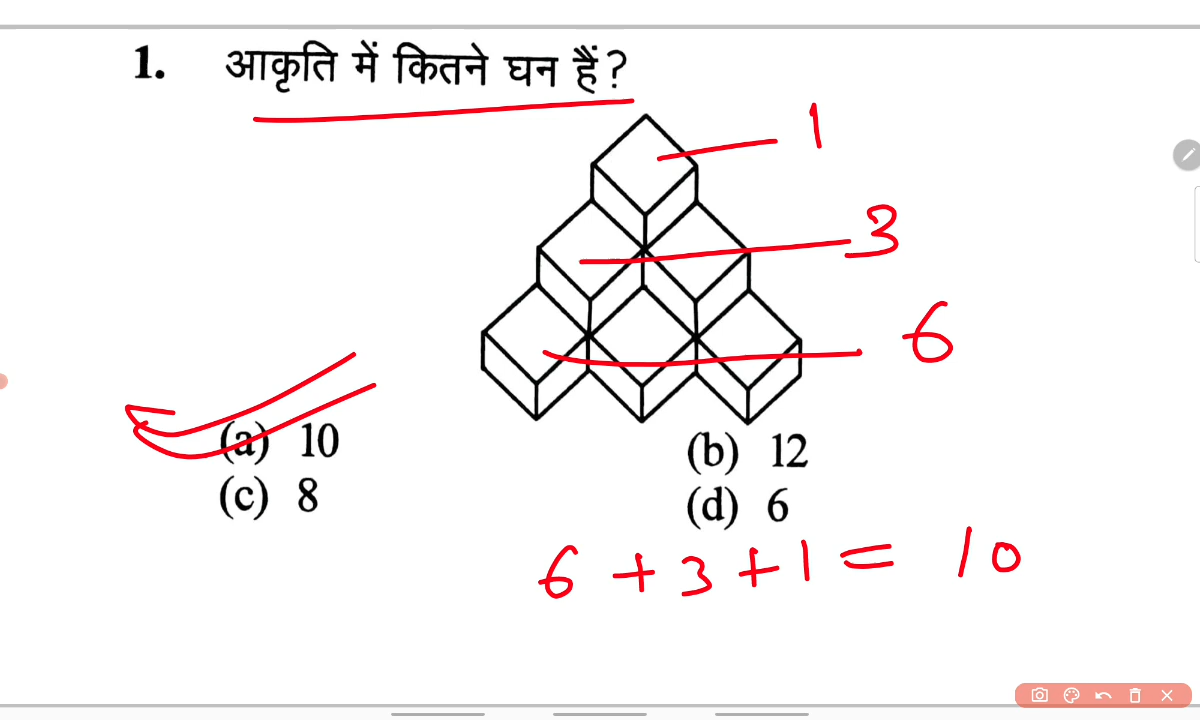 1. आकृति में कितने घन हैं?
1
3
6
(a) 10 (b) 12
(c) 8 (d) 6
6 + 3 + 1 = 10